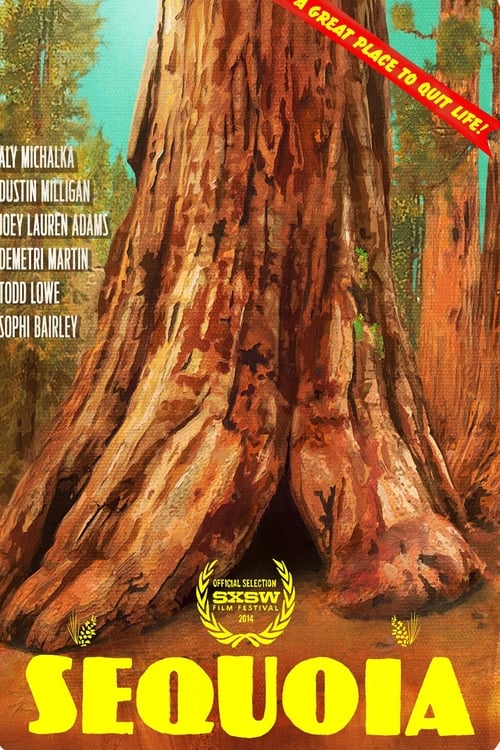 A GREAT PLACE TO QUIT LIFE!
ALY MICHALKA
DUSTIN MILLIGAN
JOEY LAUREN ADAMS
DEMETRI MARTIN
TODD LOWE
SOPHI BAIRLEY
OFFICIAL SELECTION
SXSW
FILM FESTIVAL
2014
SEQUOIA